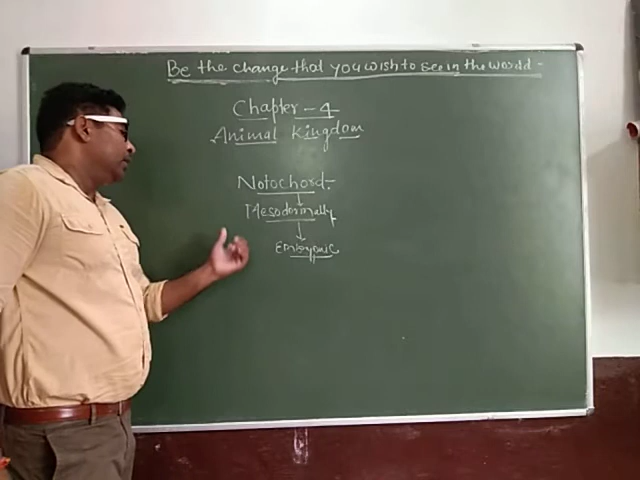 Be the change that you wish to see in the world -
Chapter - 4
Animal Kingdom
Notochord:-
Mesodermally
Embryonic